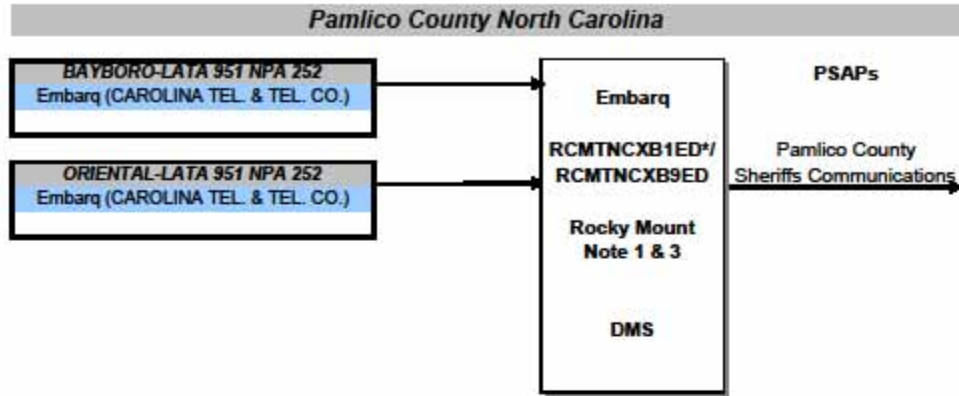 Pamlico County North Carolina
BAYBORO-LATA 951 NPA 252
Embarq (CAROLINA TEL. & TEL. CO.)
ORIENTAL-LATA 951 NPA 252
Embarq (CAROLINA TEL. & TEL. CO.)
Embarq
RCMTNCXB1ED*/
RCMTNCXB9ED
Rocky Mount
Note 1 & 3
DMS
PSAPs
Pamlico County
Sheriffs Communications